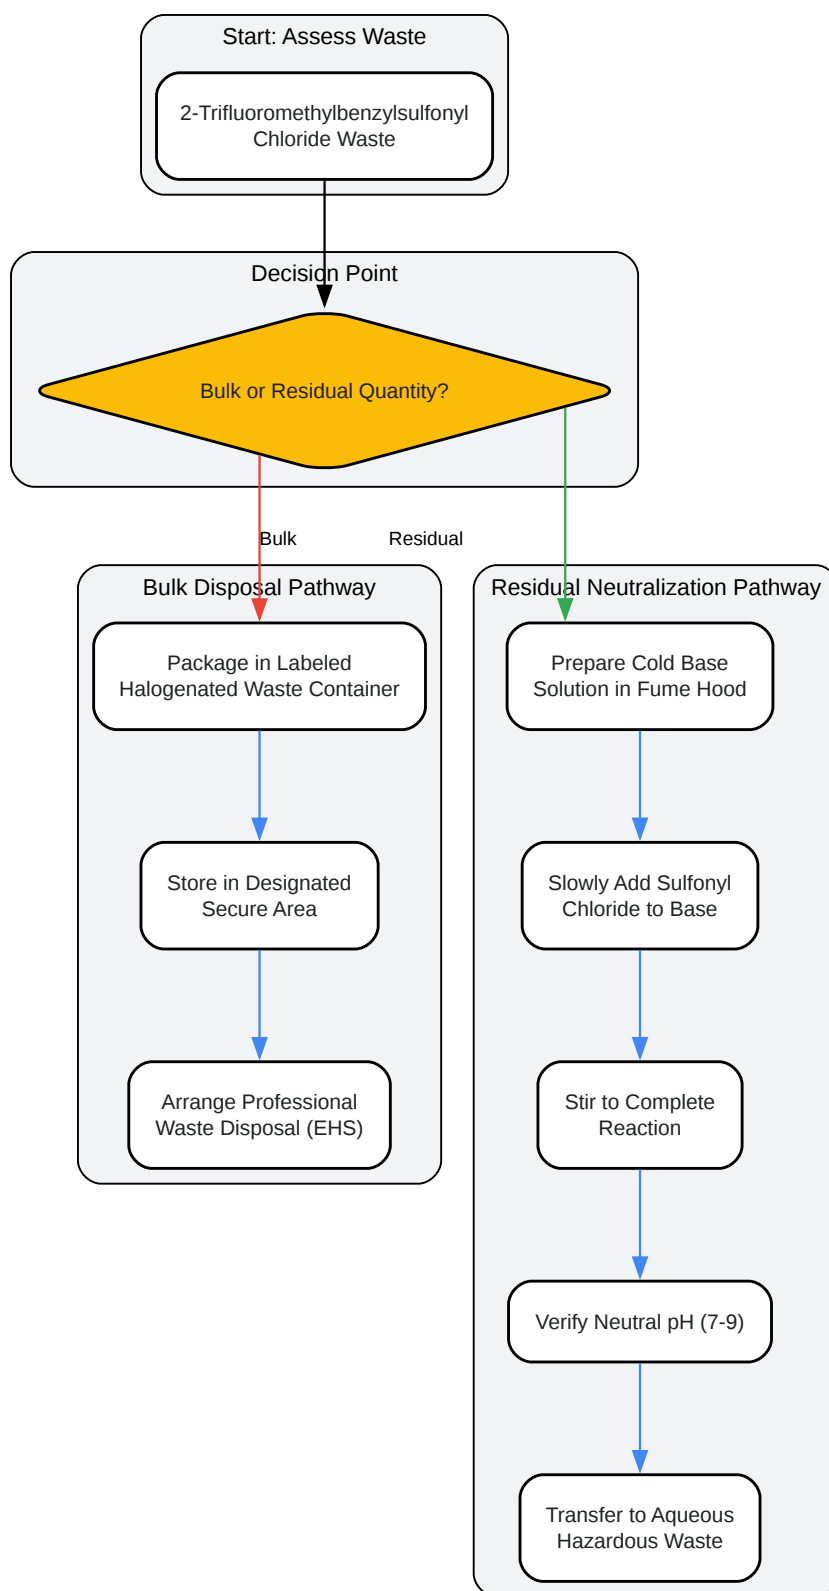 Start: Assess Waste
2-Trifluoromethylbenzylsulfonyl
Chloride Waste
Decision Point
Bulk or Residual Quantity?
Bulk
Residual
Bulk Disposal Pathway
Package in Labeled
Halogenated Waste Container
Store in Designated
Secure Area
Arrange Professional
Waste Disposal (EHS)
Residual Neutralization Pathway
Prepare Cold Base
Solution in Fume Hood
Slowly Add Sulfonyl
Chloride to Base
Stir to Complete
Reaction
Verify Neutral pH (7-9)
Transfer to Aqueous
Hazardous Waste